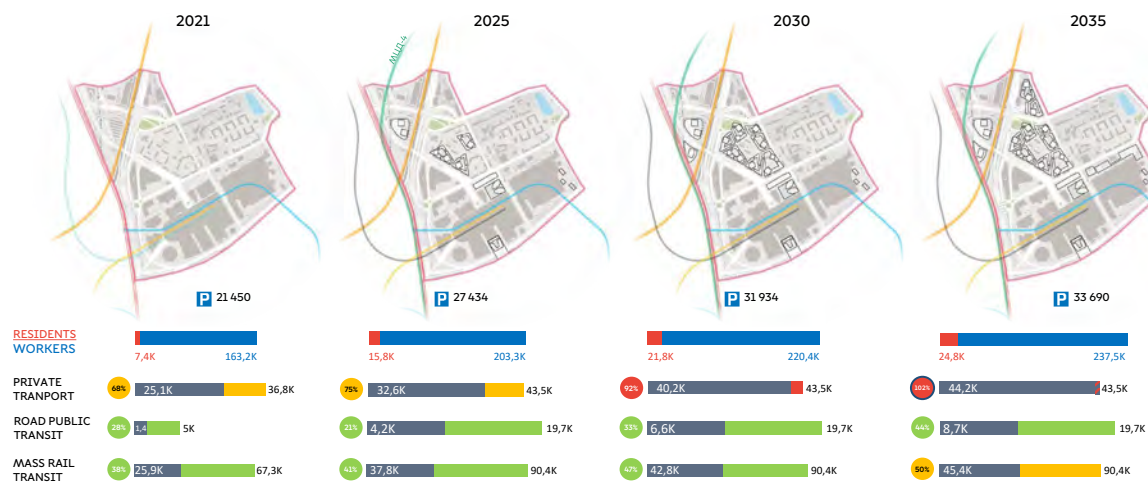 2021
2025
2030
2035
МЦД-4
P 21 450
P 27 434
P 31 934
P 33 690
RESIDENTS
WORKERS
7,4K 163,2K
15,8K 203,3K
21,8K 220,4K
24,8K 237,5K
PRIVATE
TRANPORT
68% 25,1K 36,8K
75% 32,6K 43,5K
92% 40,2K 43,5K
102% 44,2K 43,5K
ROAD PUBLIC
TRANSIT
28% 1,4 5K
21% 4,2K 19,7K
33% 6,6K 19,7K
44% 8,7K 19,7K
MASS RAIL
TRANSIT
38% 25,9K 67,3K
41% 37,8K 90,4K
47% 42,8K 90,4K
50% 45,4K 90,4K